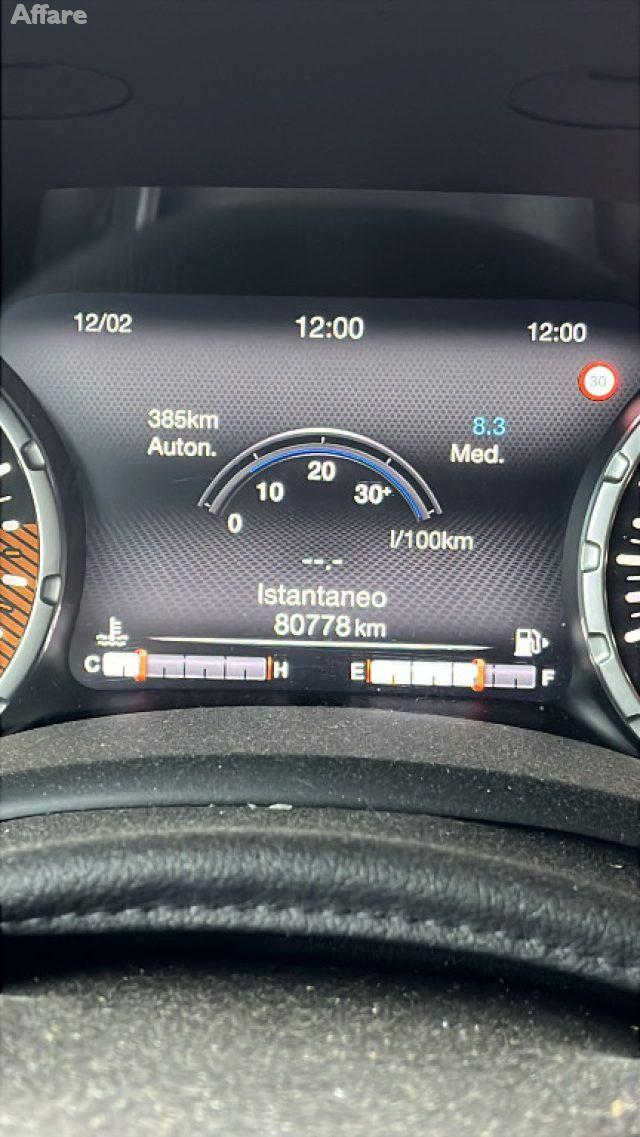 Affare
12/02 12:00 12:00
30
385km
Auton.
8.3
Med.
0 10 20 30+
l/100km
--.-
Istantaneo
80778 km
C H E F